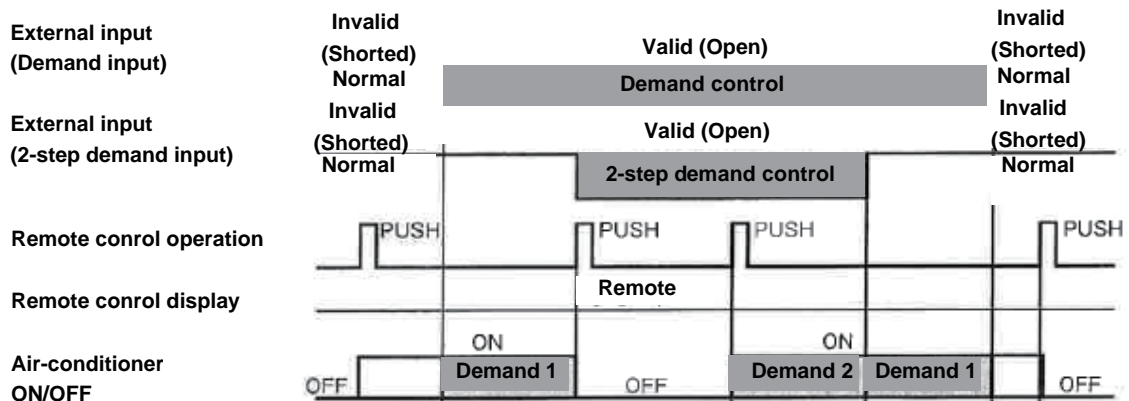 External input
(Demand input)
Invalid
(Shorted)
Normal
Valid (Open)
Demand control
Invalid
(Shorted)
Normal
External input
(2-step demand input)
Invalid
(Shorted)
Normal
Valid (Open)
2-step demand control
Invalid
(Shorted)
Normal
Remote conrol operation
PUSH
PUSH
PUSH
PUSH
Remote conrol display
Remote
Air-conditioner
ON/OFF
OFF
ON
Demand 1
OFF
ON
Demand 2
Demand 1
OFF